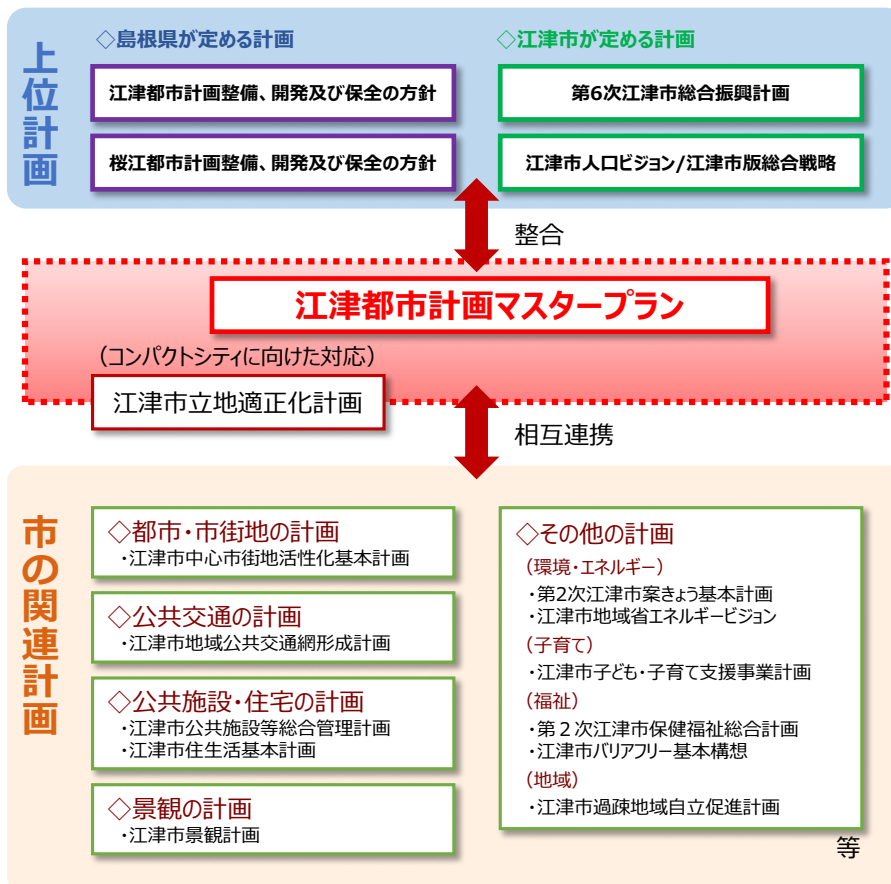 上位計画
◇島根県が定める計画
江津都市計画整備、開発及び保全の方針
桜江都市計画整備、開発及び保全の方針
◇江津市が定める計画
第6次江津市総合振興計画
江津市人口ビジョン/江津市版総合戦略
整合
江津都市計画マスタープラン
(コンパクトシティに向けた対応)
江津市立地適正化計画
相互連携
市の関連計画
◇都市・市街地の計画
・江津市中心市街地活性化基本計画
◇公共交通の計画
・江津市地域公共交通網形成計画
◇公共施設・住宅の計画
・江津市公共施設等総合管理計画
・江津市住生活基本計画
◇景観の計画
・江津市景観計画
◇その他の計画
(環境・エネルギー)
・第2次江津市案きょう基本計画
・江津市地域省エネルギービジョン
(子育て)
・江津市子ども・子育て支援事業計画
(福祉)
・第２次江津市保健福祉総合計画
・江津市バリアフリー基本構想
(地域)
・江津市過疎地域自立促進計画
等